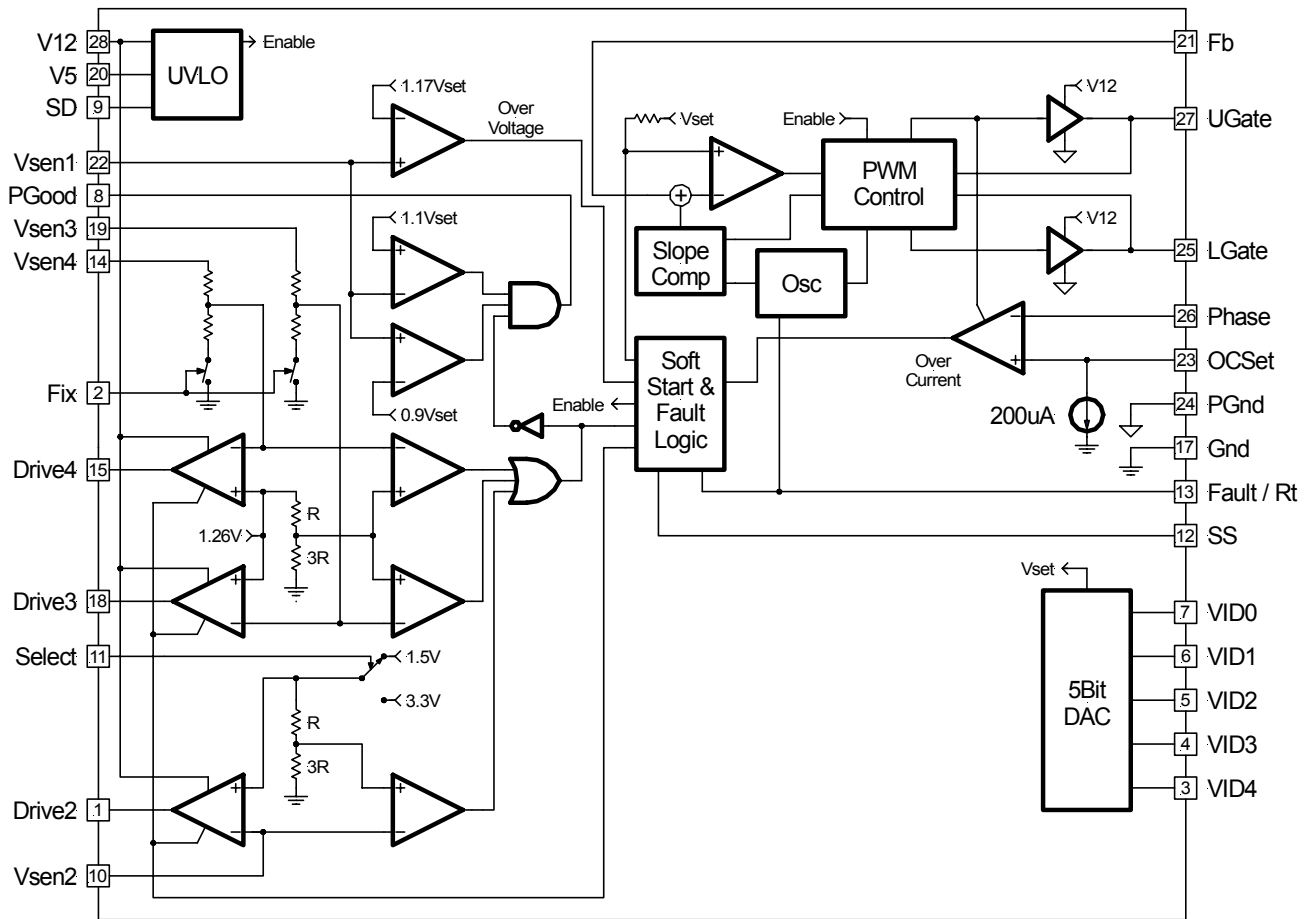 V12
28
V5
20
SD
9
UVLO
Enable
Vsen1
22
PGood
8
Vsen3
19
Vsen4
14
Fix
2
Drive4
15
Drive3
18
Select
11
Drive2
1
Vsen2
10
1.17Vset
−
+
Over
Voltage
1.1Vset
+
−
+
−
0.9Vset
−
+
1.26V
R
3R
+
−
−
+
+
−
1.5V
3.3V
R
3R
+
−
+
−
Vset
+
−
+
Enable
PWM
Control
V12
V12
Slope
Comp
Osc
−
+
Over
Current
200uA
Soft
Start &
Fault
Logic
Enable
21
Fb
27
UGate
25
LGate
26
Phase
23
OCSet
24
PGnd
17
Gnd
13
Fault / Rt
12
SS
Vset
5Bit
DAC
7
VID0
6
VID1
5
VID2
4
VID3
3
VID4